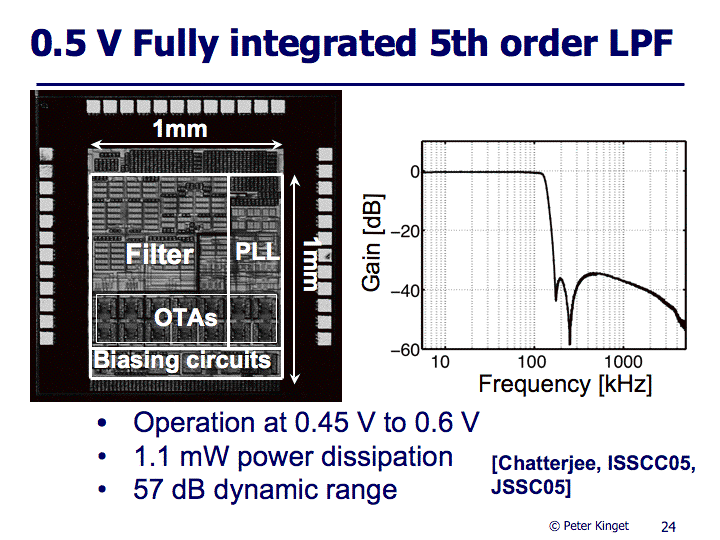 0.5 V Fully integrated 5th order LPF
1mm
Filter
PLL
1mm
OTAs
Biasing circuits
Gain [dB]
0
−20
−40
−60
10
100
1000
Frequency [kHz]
• Operation at 0.45 V to 0.6 V
• 1.1 mW power dissipation
• 57 dB dynamic range
[Chatterjee, ISSCC05,
JSSC05]
© Peter Kinget
24